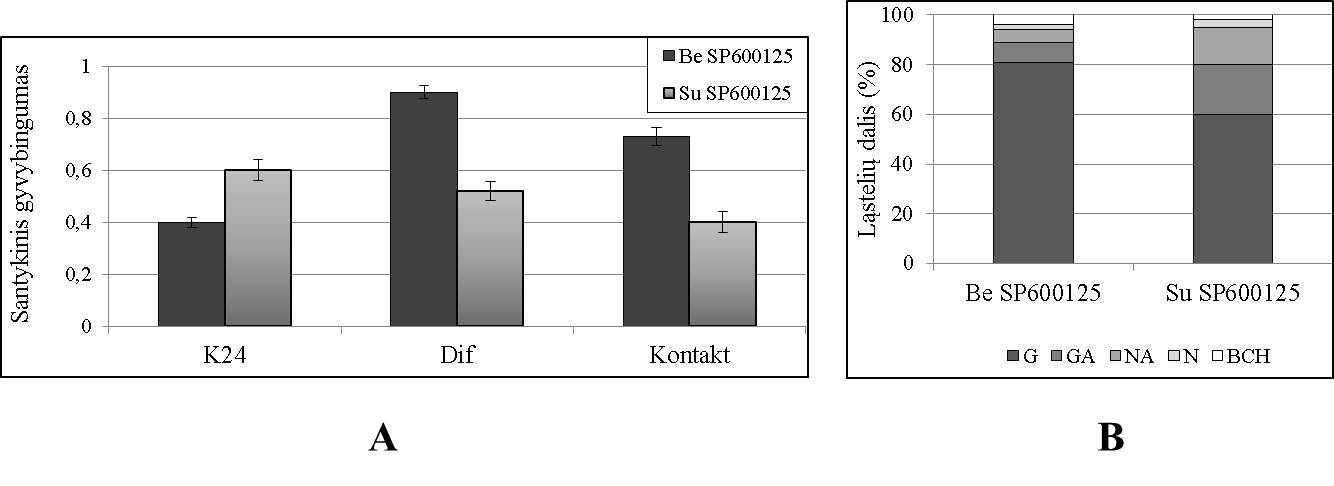 Be SP600125
Su SP600125
Santykinis gyvybingumas
1
0,8
0,6
0,4
0,2
0
K24 Dif Kontakt
A
Ląstelių dalis (%)
100
80
60
40
20
0
Be SP600125 Su SP600125
G GA NA N BCH
B